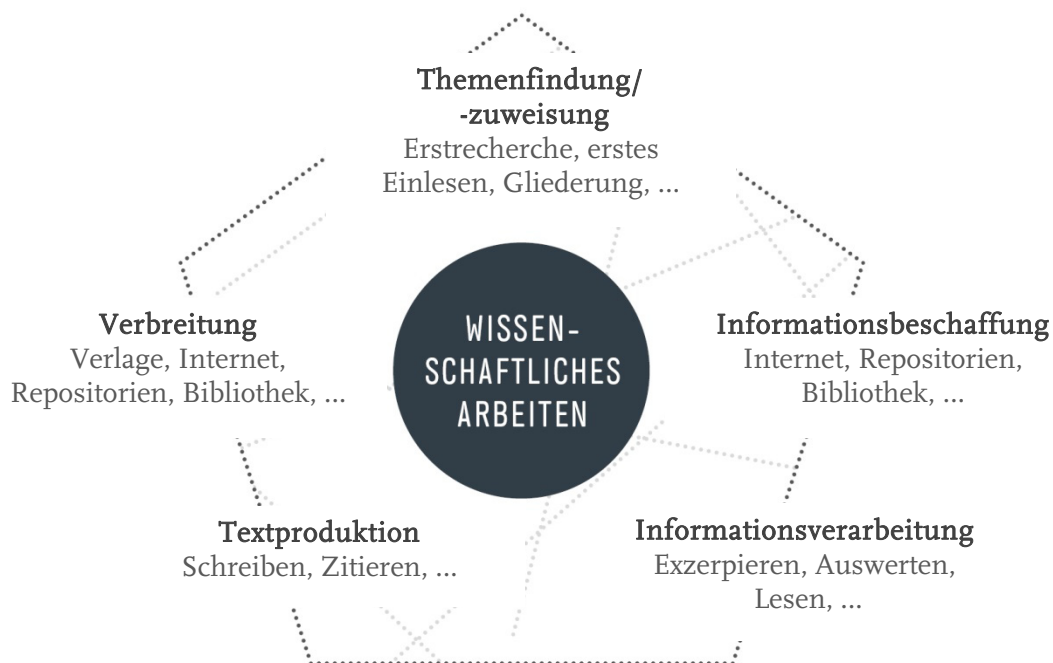 Themenfindung/
-zuweisung
Erstrecherche, erstes
Einlesen, Gliederung, ...
Verbreitung
Verlage, Internet,
Repositorien, Bibliothek, ...
WISSEN-
SCHAFTLICHES
ARBEITEN
Informationsbeschaffung
Internet, Repositorien,
Bibliothek, ...
Textproduktion
Schreiben, Zitieren, ...
Informationsverarbeitung
Exzerpieren, Auswerten,
Lesen, ...